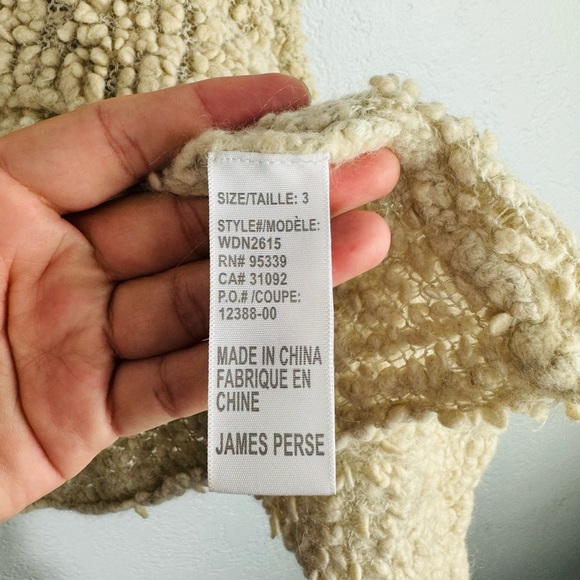 SIZE/TAILLE: 3
STYLE#/MODÈLE:
WDN2615
RN# 95339
CA# 31092
P.O.# /COUPE:
12388-00
MADE IN CHINA
FABRIQUE EN
CHINE
JAMES PERSE